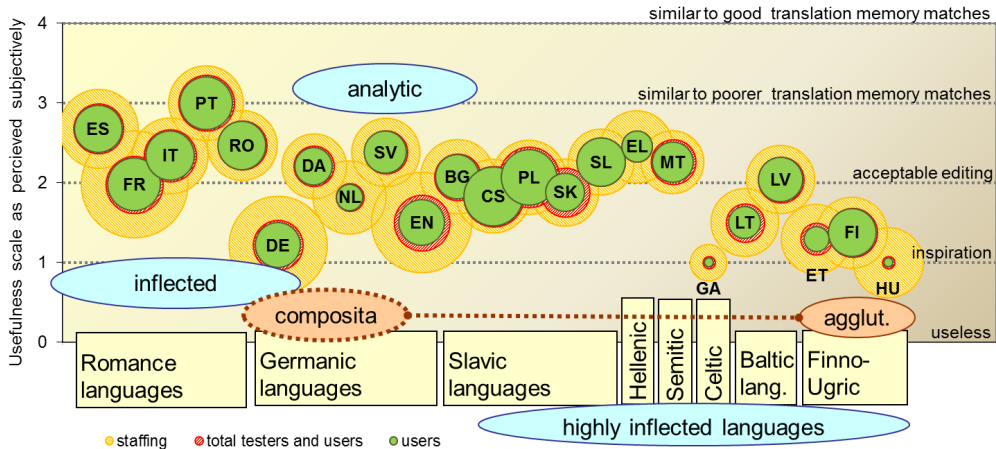 Usefulness scale as percieved subjectively
4
3
2
1
0
similar to good translation memory matches
similar to poorer translation memory matches
acceptable editing
inspiration
useless
analytic
inflected
composita
agglut.
highly inflected languages
ES
FR
IT
PT
RO
DA
DE
NL
SV
EN
BG
CS
PL
SK
SL
EL
MT
GA
LT
LV
ET
FI
HU
Romance
languages
Germanic
languages
Slavic
languages
Hellenic
Semitic
Celtic
Baltic
lang.
Finno-
Ugric
staffing
total testers and users
users